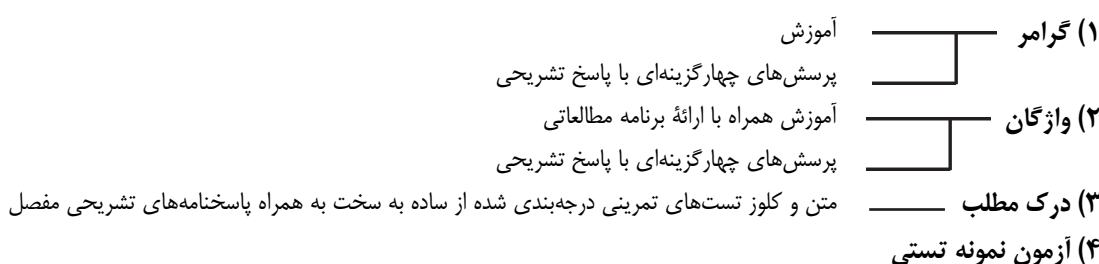 ۱) گرامر آموزش
پرسش‌های چهارگزینه‌ای با پاسخ تشریحی
۲) واژگان آموزش همراه با ارائۀ برنامه مطالعاتی
پرسش‌های چهارگزینه‌ای با پاسخ تشریحی
۳) درک مطلب متن و کلوز تست‌های تمرینی درجه‌بندی شده از ساده به سخت به همراه پاسخنامه‌های تشریحی مفصل
۴) آزمون نمونه تستی